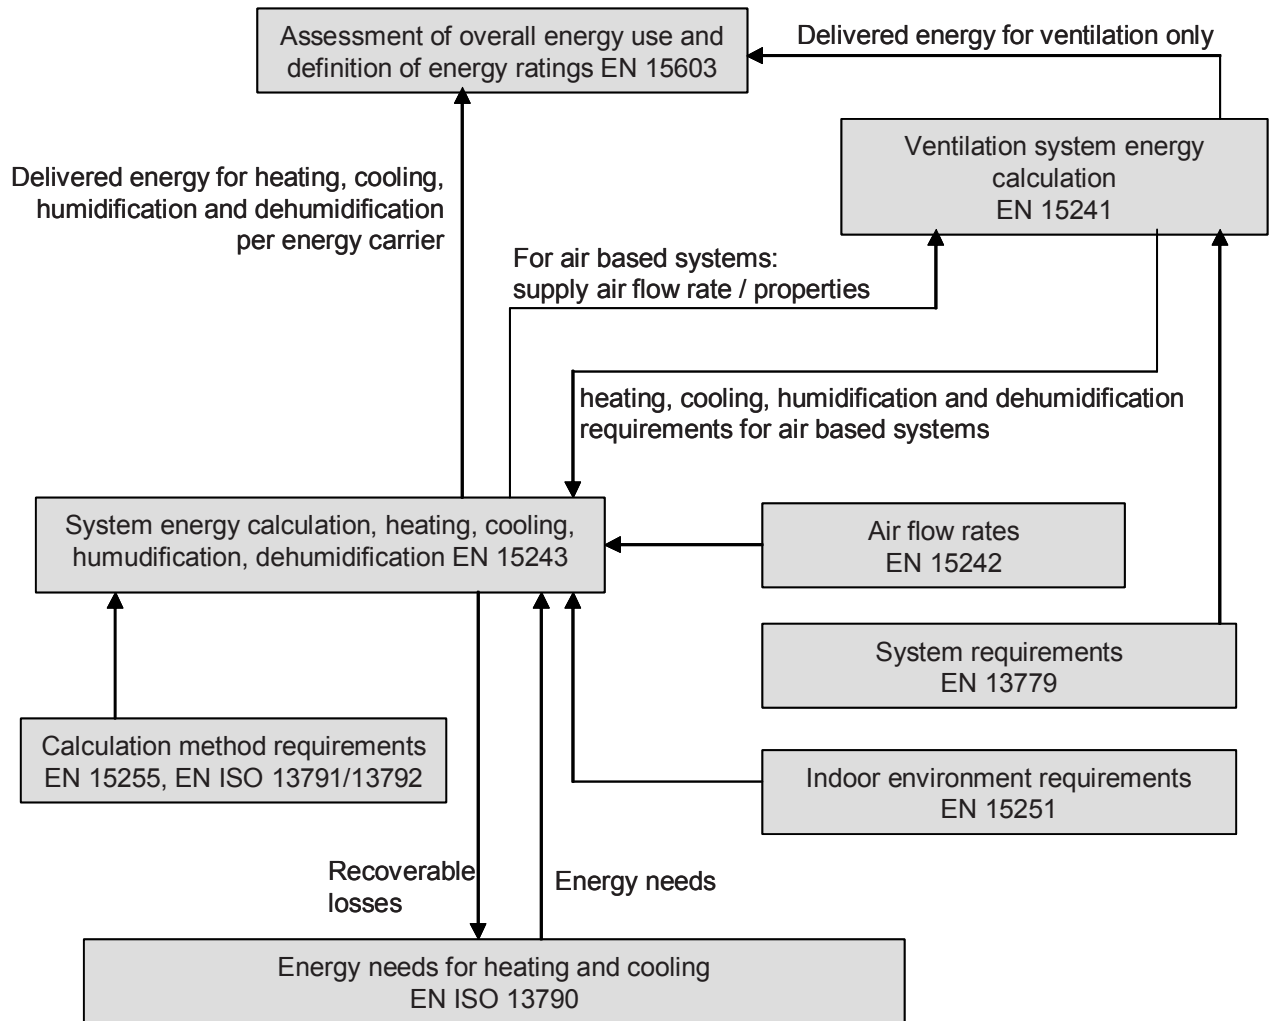 Assessment of overall energy use and
definition of energy ratings EN 15603
Delivered energy for ventilation only
Ventilation system energy
calculation
EN 15241
Delivered energy for heating, cooling,
humidification and dehumidification
per energy carrier
For air based systems:
supply air flow rate / properties
heating, cooling, humidification and dehumidification
requirements for air based systems
System energy calculation, heating, cooling,
humudification, dehumidification EN 15243
Air flow rates
EN 15242
System requirements
EN 13779
Calculation method requirements
EN 15255, EN ISO 13791/13792
Indoor environment requirements
EN 15251
Recoverable
losses
Energy needs
Energy needs for heating and cooling
EN ISO 13790